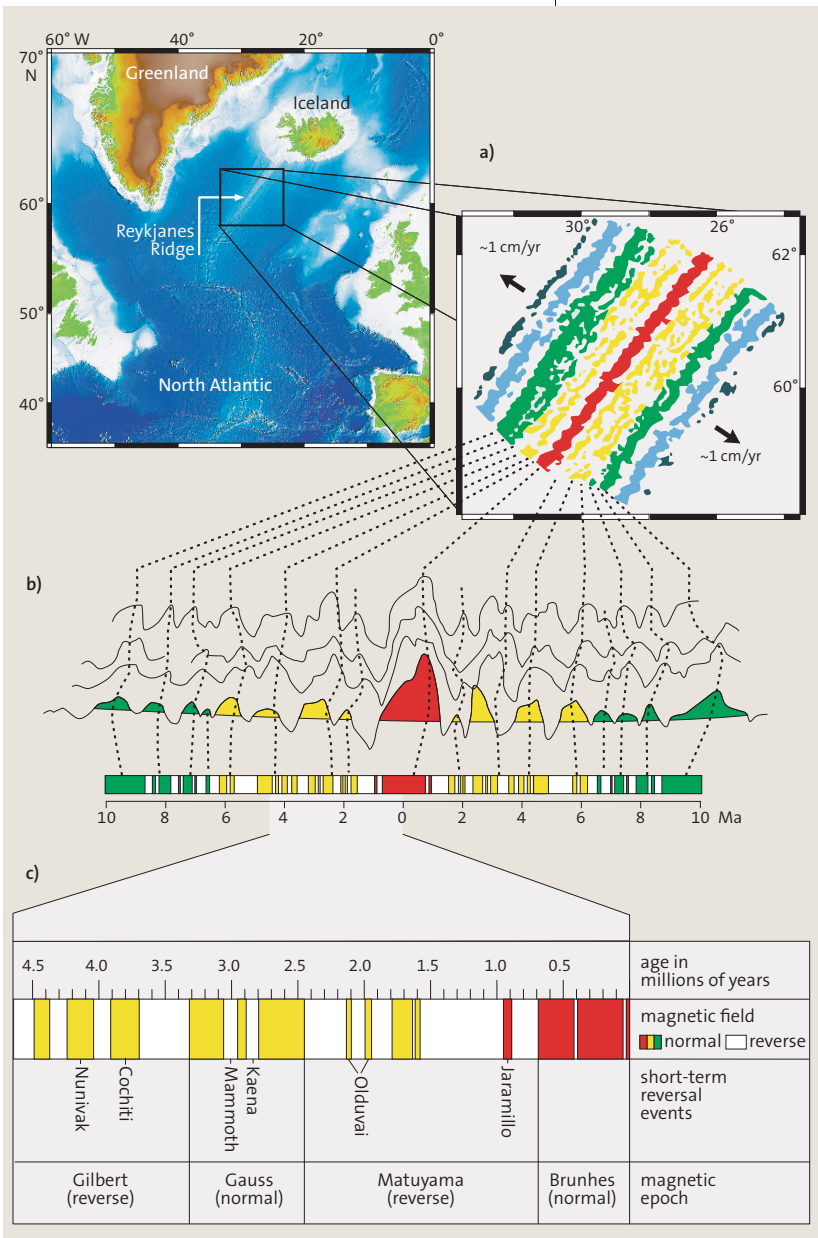 60° W
40°
20°
0°
70°
N
Greenland
Iceland
60°
Reykjanes
Ridge
50°
North Atlantic
40°
a)
30°
26°
~1 cm/yr
62°
60°
~1 cm/yr
b)
10
8
6
4
2
0
2
4
6
8
10
Ma
c)
4.5
4.0
3.5
3.0
2.5
2.0
1.5
1.0
0.5
age in
millions of years
magnetic field
normal
reverse
Nunivak
Cochiti
Mammoth
Kaena
Olduvai
Jaramillo
short-term
reversal
events
Gilbert
(reverse)
Gauss
(normal)
Matuyama
(reverse)
Brunhes
(normal)
magnetic
epoch